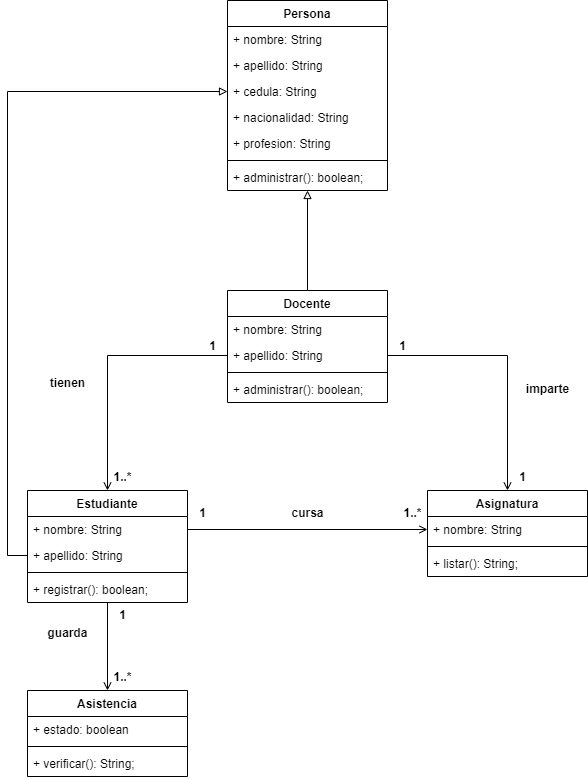 Persona
+ nombre: String
+ apellido: String
+ cedula: String
+ nacionalidad: String
+ profesion: String
+ administrar(): boolean;
Docente
+ nombre: String
+ apellido: String
+ administrar(): boolean;
1
1
tienen
imparte
1..*
1
Estudiante
+ nombre: String
+ apellido: String
+ registrar(): boolean;
1
cursa
1..*
Asignatura
+ nombre: String
+ listar(): String;
1
guarda
1..*
Asistencia
+ estado: boolean
+ verificar(): String;